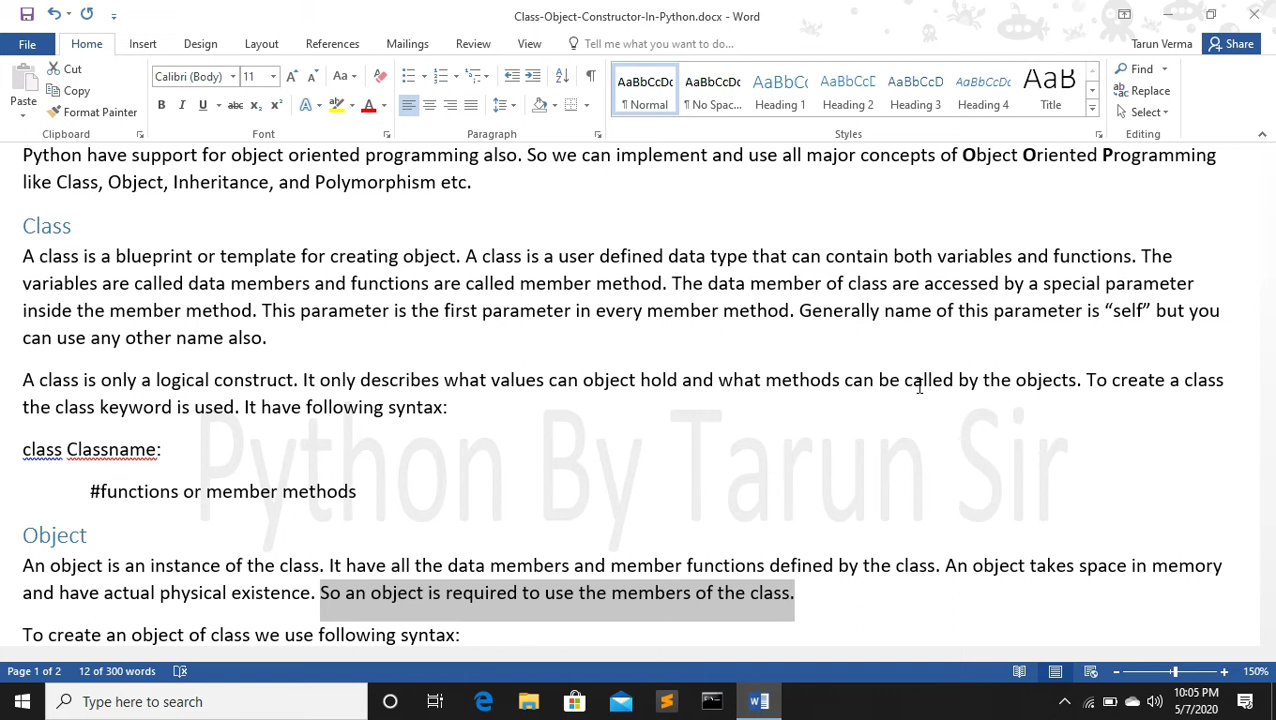 Class-Object-Constructor-In-Python.docx - Word
File Home Insert Design Layout References Mailings Review View Tell me what you want to do... Tarun Verma Share
Paste Cut Copy Format Painter
Clipboard
Calibri (Body) 11
Font
Paragraph
AaBbCcDc AaBbCcDc AaBbC AaBbCcC AaBbCcD AaBbCcD AaB
¶ Normal ¶ No Spac... Heading Heading 2 Heading 3 Heading 4 Title
Styles
Find Replace Select
Editing
Python have support for object oriented programming also. So we can implement and use all major concepts of Object Oriented Programming
like Class, Object, Inheritance, and Polymorphism etc.
Class
A class is a blueprint or template for creating object. A class is a user defined data type that can contain both variables and functions. The
variables are called data members and functions are called member method. The data member of class are accessed by a special parameter
inside the member method. This parameter is the first parameter in every member method. Generally name of this parameter is “self” but you
can use any other name also.
A class is only a logical construct. It only describes what values can object hold and what methods can be called by the objects. To create a class
the class keyword is used. It have following syntax:
class Classname:
#functions or member methods
Python By Tarun Sir
Object
An object is an instance of the class. It have all the data members and member functions defined by the class. An object takes space in memory
and have actual physical existence. So an object is required to use the members of the class.
To create an object of class we use following syntax:
Page 1 of 2 12 of 300 words 150%
Type here to search 10:05 PM
5/7/2020